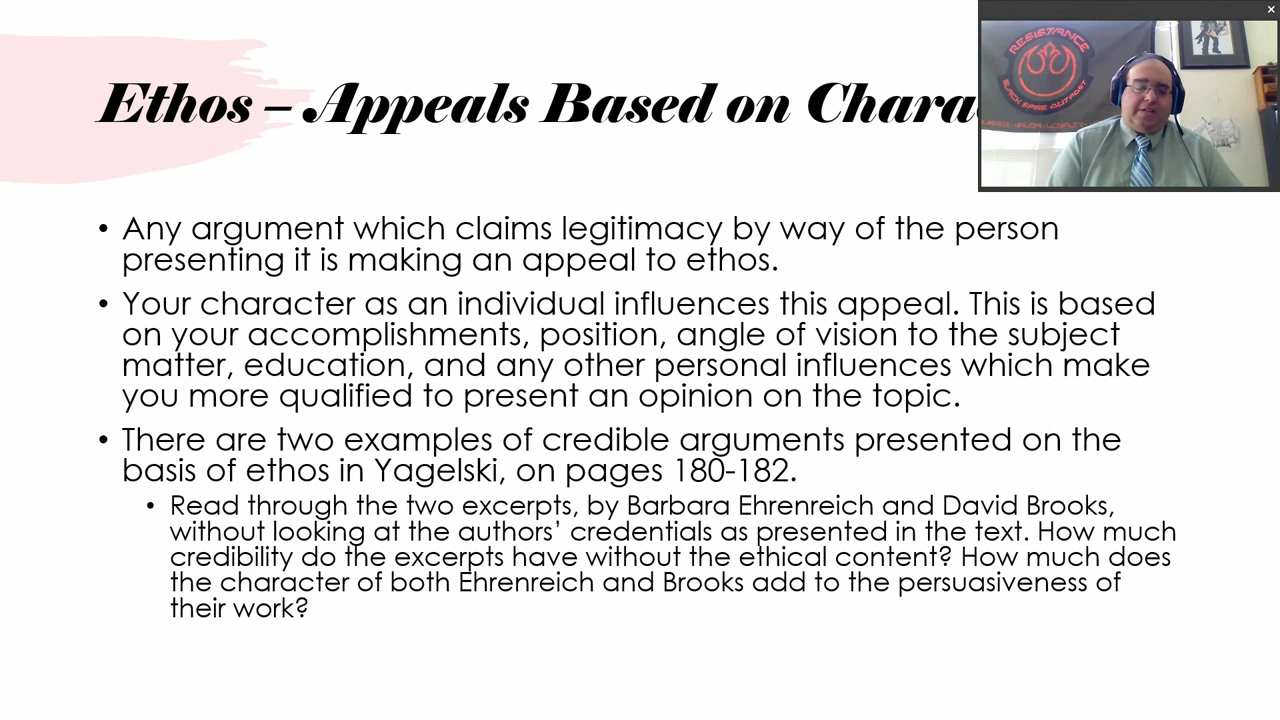 Ethos – Appeals Based on Chara
• Any argument which claims legitimacy by way of the person
presenting it is making an appeal to ethos.
• Your character as an individual influences this appeal. This is based
on your accomplishments, position, angle of vision to the subject
matter, education, and any other personal influences which make
you more qualified to present an opinion on the topic.
• There are two examples of credible arguments presented on the
basis of ethos in Yagelski, on pages 180-182.
• Read through the two excerpts, by Barbara Ehrenreich and David Brooks,
without looking at the authors’ credentials as presented in the text. How much
credibility do the excerpts have without the ethical content? How much does
the character of both Ehrenreich and Brooks add to the persuasiveness of
their work?
RESISTANCE
BLACK SPIRE OUTPOST